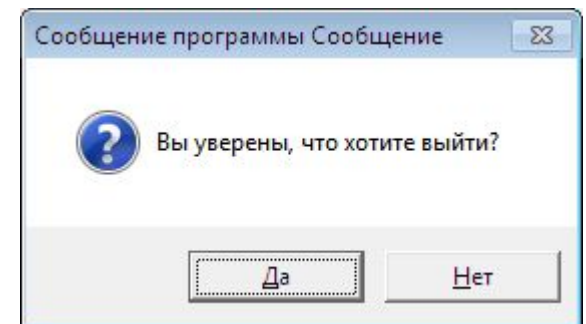 Сообщение программы Сообщение
Вы уверены, что хотите выйти?
Да
Нет